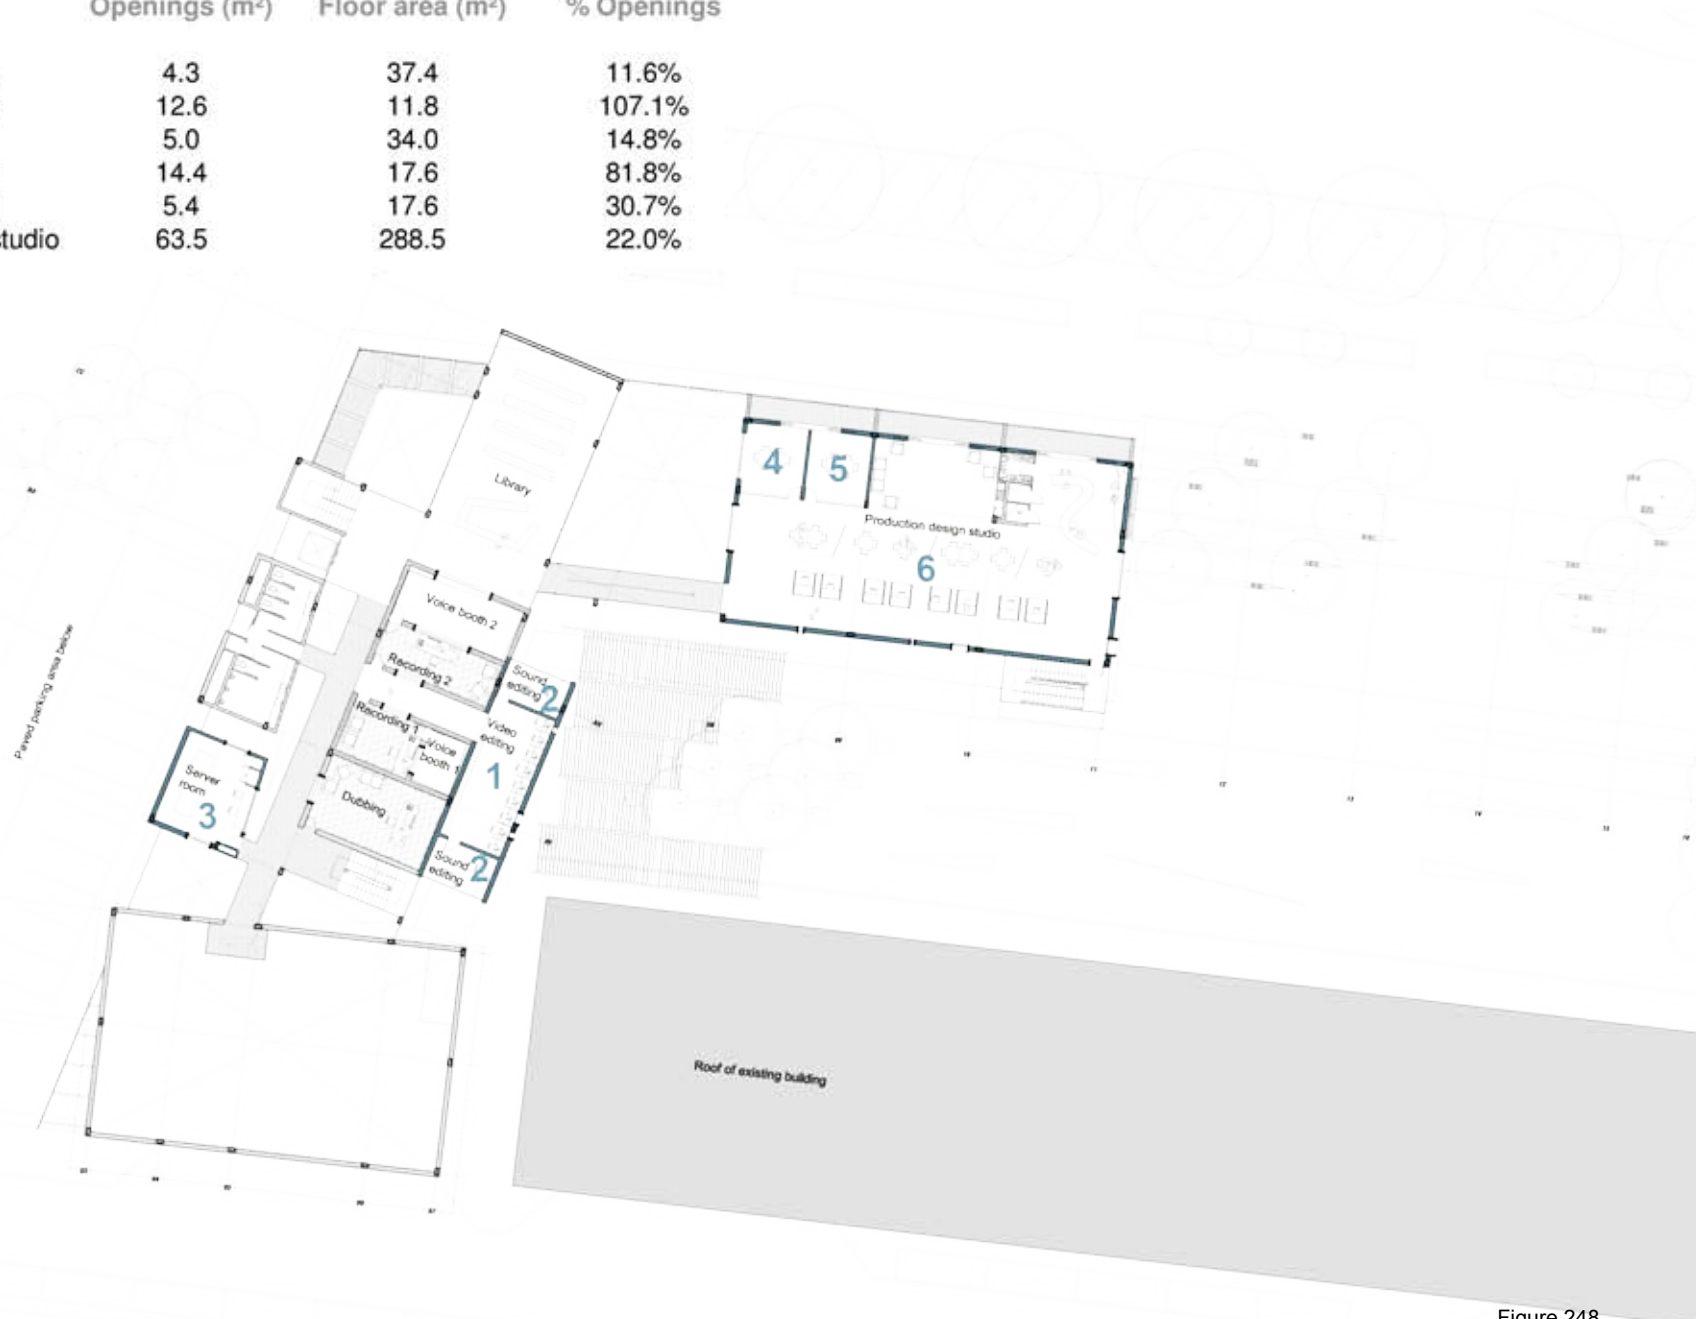 Openings (m²) Floor area (m²) % Openings
4.3 37.4 11.6%
12.6 11.8 107.1%
5.0 34.0 14.8%
14.4 17.6 81.8%
5.4 17.6 30.7%
studio 63.5 288.5 22.0%
Library
4
5
Production design studio
6
Voice booth 2
Recording 2
Sound
editing
2
Recording 1
Voice
booth 1
Video
editing
1
Server
room
3
Dubbing
Sound
editing
2
Paved parking area below
Roof of existing building
Figure 248